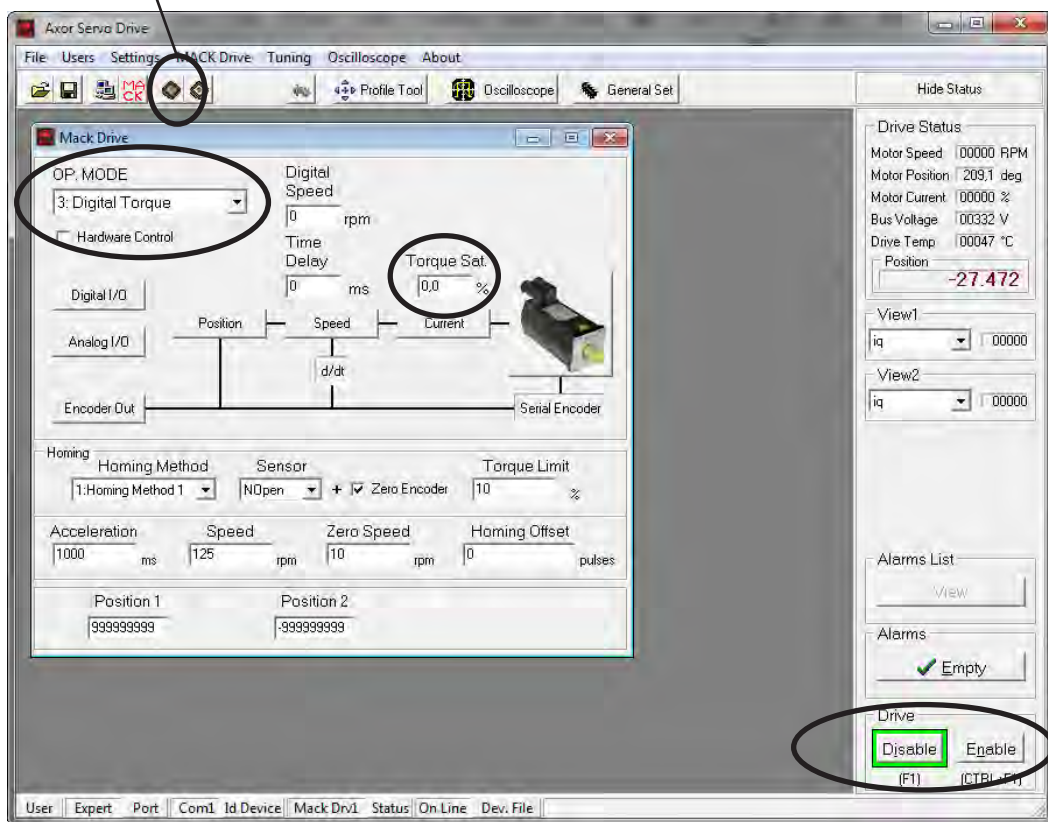 Axor Servo Drive
File Users Settings MACK Drive Tuning Oscilloscope About
MACK Profile Tool Oscilloscope General Set Hide Status
Mack Drive
OP. MODE
3: Digital Torque
Hardware Control
Digital Speed
0 rpm
Time Delay
0 ms
Torque Sat.
0,0 %
Digital I/O
Analog I/O
Position Speed Current
d/dt
Encoder Out Serial Encoder
Homing
Homing Method Sensor Torque Limit
1:Homing Method 1 NOpen + Zero Encoder 10 %
Acceleration Speed Zero Speed Homing Offset
1000 ms 125 rpm 10 rpm 0 pulses
Position 1 Position 2
999999999 -999999999
Drive Status
Motor Speed 00000 RPM
Motor Position 209,1 deg
Motor Current 00000 %
Bus Voltage 00332 V
Drive Temp 00047 °C
Position
-27.472
View1
iq 00000
View2
iq 00000
Alarms List
View
Alarms
Empty
Drive
Disable Enable
(F1) (CTRL+F1)
User Expert Port Com1 Id.Device Mack Drv1 Status On Line Dev. File